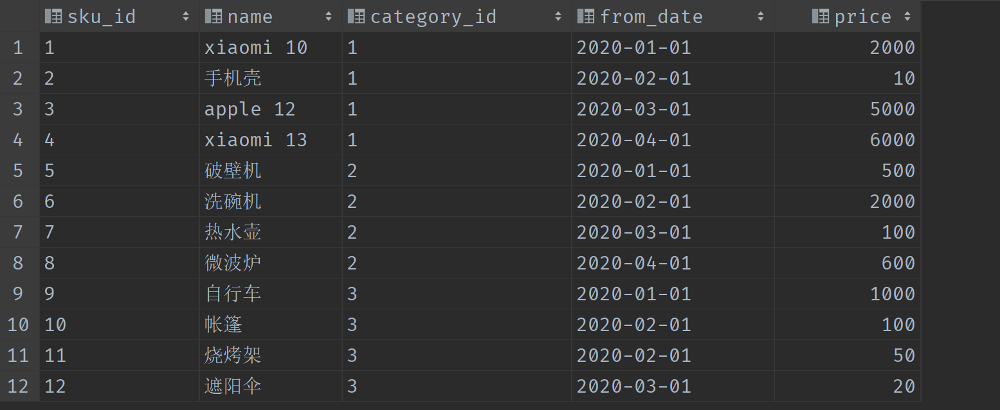 sku_id name category_id from_date price
1 1 xiaomi 10 1 2020-01-01 2000
2 2 手机壳 1 2020-02-01 10
3 3 apple 12 1 2020-03-01 5000
4 4 xiaomi 13 1 2020-04-01 6000
5 5 破壁机 2 2020-01-01 500
6 6 洗碗机 2 2020-02-01 2000
7 7 热水壶 2 2020-03-01 100
8 8 微波炉 2 2020-04-01 600
9 9 自行车 3 2020-01-01 1000
10 10 帐篷 3 2020-02-01 100
11 11 烧烤架 3 2020-02-01 50
12 12 遮阳伞 3 2020-03-01 20